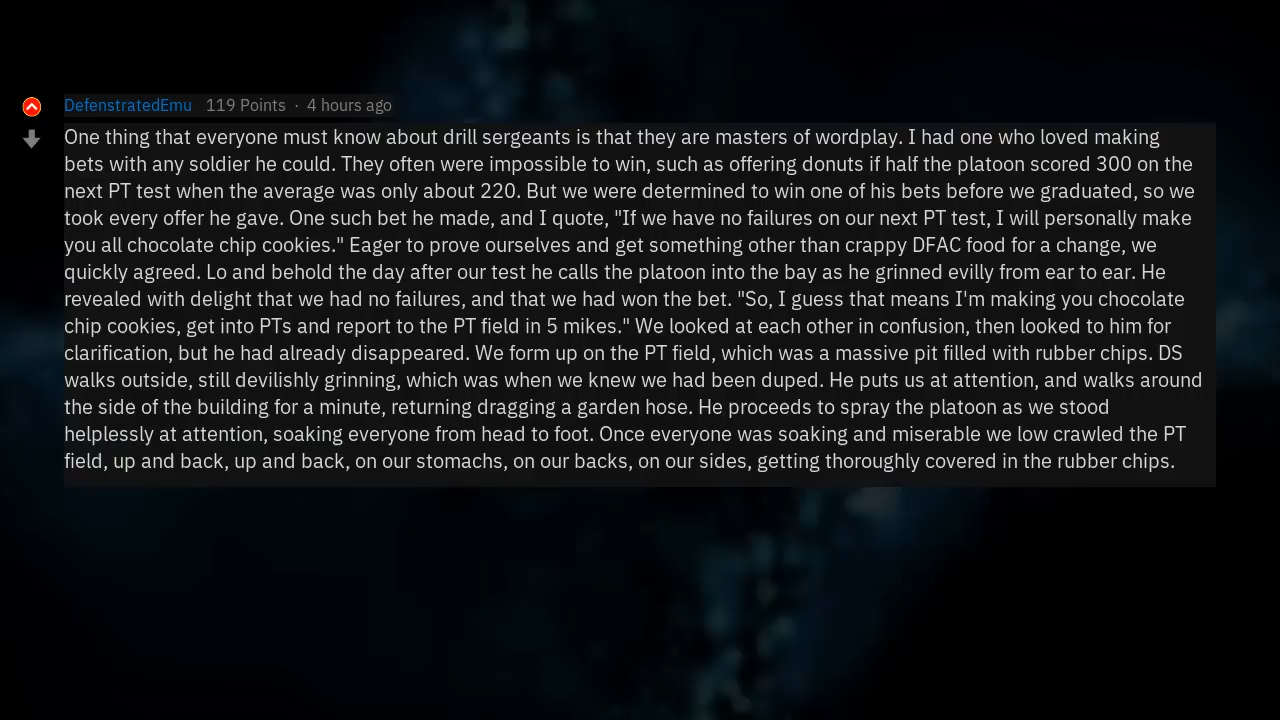 DefenstratedEmu 119 Points · 4 hours ago
One thing that everyone must know about drill sergeants is that they are masters of wordplay. I had one who loved making
bets with any soldier he could. They often were impossible to win, such as offering donuts if half the platoon scored 300 on the
next PT test when the average was only about 220. But we were determined to win one of his bets before we graduated, so we
took every offer he gave. One such bet he made, and I quote, "If we have no failures on our next PT test, I will personally make
you all chocolate chip cookies." Eager to prove ourselves and get something other than crappy DFAC food for a change, we
quickly agreed. Lo and behold the day after our test he calls the platoon into the bay as he grinned evilly from ear to ear. He
revealed with delight that we had no failures, and that we had won the bet. "So, I guess that means I'm making you chocolate
chip cookies, get into PTs and report to the PT field in 5 mikes." We looked at each other in confusion, then looked to him for
clarification, but he had already disappeared. We form up on the PT field, which was a massive pit filled with rubber chips. DS
walks outside, still devilishly grinning, which was when we knew we had been duped. He puts us at attention, and walks around
the side of the building for a minute, returning dragging a garden hose. He proceeds to spray the platoon as we stood
helplessly at attention, soaking everyone from head to foot. Once everyone was soaking and miserable we low crawled the PT
field, up and back, up and back, on our stomachs, on our backs, on our sides, getting thoroughly covered in the rubber chips.